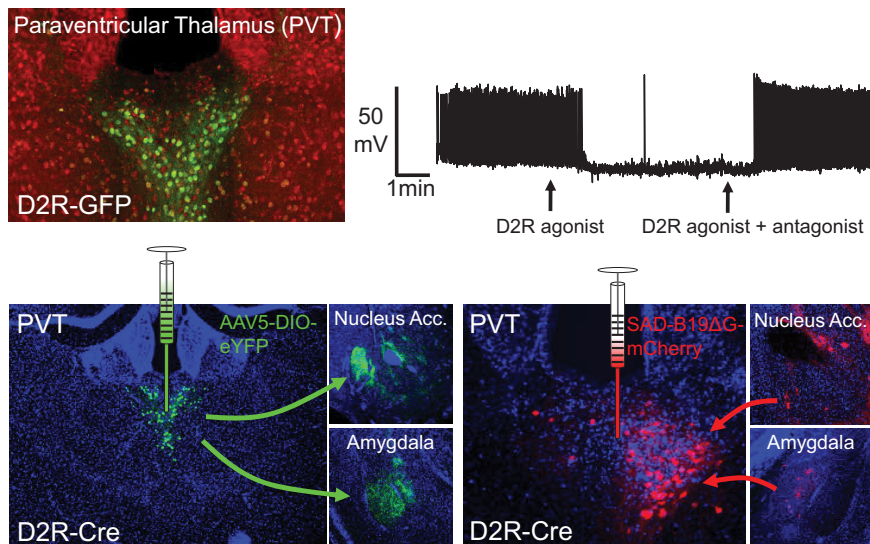 Paraventricular Thalamus (PVT)
D2R-GFP
50
mV
1min
D2R agonist
D2R agonist + antagonist
PVT
AAV5-DIO-
eYFP
D2R-Cre
Nucleus Acc.
Amygdala
PVT
SAD-B19ΔG-
mCherry
D2R-Cre
Nucleus Acc.
Amygdala